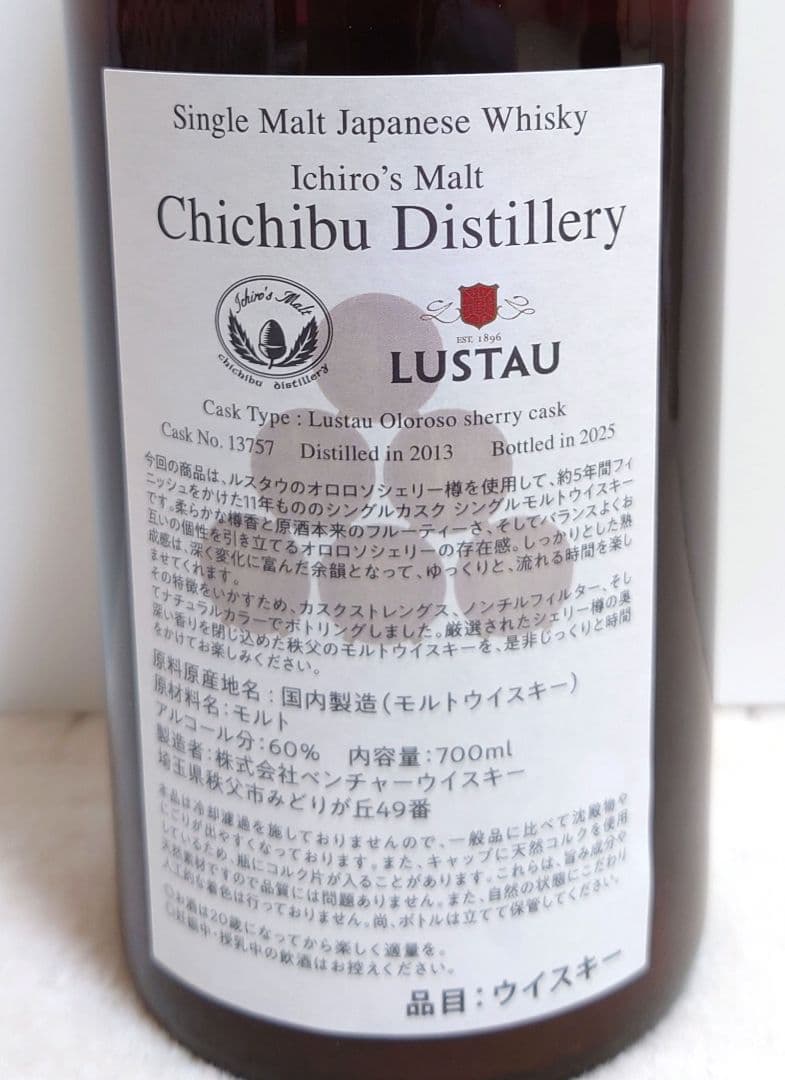 Single Malt Japanese Whisky
Ichiro's Malt
Chichibu Distillery
Ichiro's Malt
chichibu distillery
EST. 1896
LUSTAU
Cask Type : Lustau Oloroso sherry cask
Cask No. 13757 Distilled in 2013 Bottled in 2025
今回の商品は、ルスタウのオロロソシェリー樽を使用して、約5年間フィ
ニッシュをかけた11年もののシングルカスク シングルモルトウイスキー
です。柔らかな樽香と原酒本来のフルーティーさ、そしてバランスよくお
互いの個性を引き立てるオロロソシェリーの存在感。しっかりとした熟
成感は、深く変化に富んだ余韻となって、ゆっくりと、流れる時間を楽し
ませてくれます。
その特徴をいかすため、カスクストレングス、ノンチルフィルター、そし
てナチュラルカラーでボトリングしました。厳選されたシェリー樽の奥
深い香りを閉じ込めた秩父のモルトウイスキーを、是非じっくりと時間
をかけてお楽しみください。
原料原産地名：国内製造（モルトウイスキー）
原材料名：モルト
アルコール分：60% 内容量：700ml
製造者：株式会社ベンチャーウイスキー
埼玉県秩父市みどりが丘49番
本品は冷却濾過を施しておりませんので、一般品に比べて沈殿物や
にごりが出やすくなっております。また、キャップに天然コルクを使用
しているため、瓶にコルク片が入ることがあります。これらは、旨み成分や
天然素材ですので品質には問題ありません。また、自然の状態にこだわり
人工的な着色は行っておりません。尚、ボトルは立てて保管してください。
◎お酒は20歳になってから楽しく適量を。
◎妊娠中・授乳中の飲酒はお控えください。
品目：ウイスキー